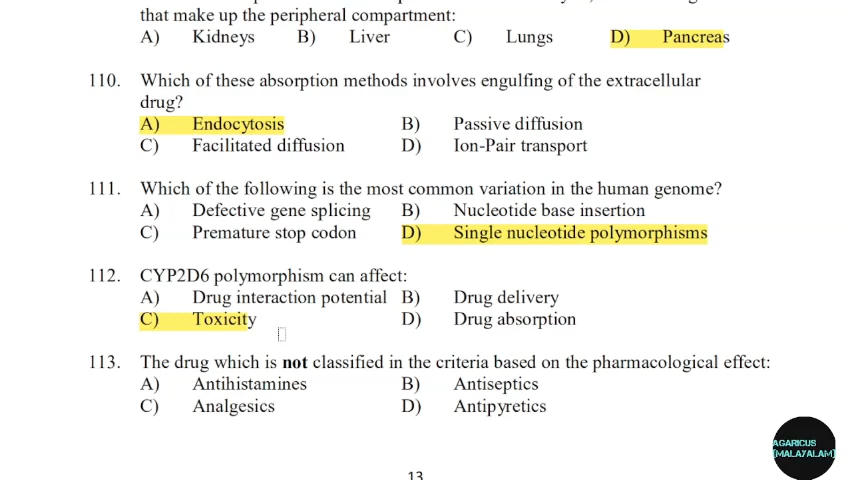 that make up the peripheral compartment:
A) Kidneys B) Liver C) Lungs D) Pancreas
110. Which of these absorption methods involves engulfing of the extracellular
drug?
A) Endocytosis B) Passive diffusion
C) Facilitated diffusion D) Ion-Pair transport
111. Which of the following is the most common variation in the human genome?
A) Defective gene splicing B) Nucleotide base insertion
C) Premature stop codon D) Single nucleotide polymorphisms
112. CYP2D6 polymorphism can affect:
A) Drug interaction potential B) Drug delivery
C) Toxicity D) Drug absorption
113. The drug which is not classified in the criteria based on the pharmacological effect:
A) Antihistamines B) Antiseptics
C) Analgesics D) Antipyretics
AGARICUS
[MALAYALAM]
13